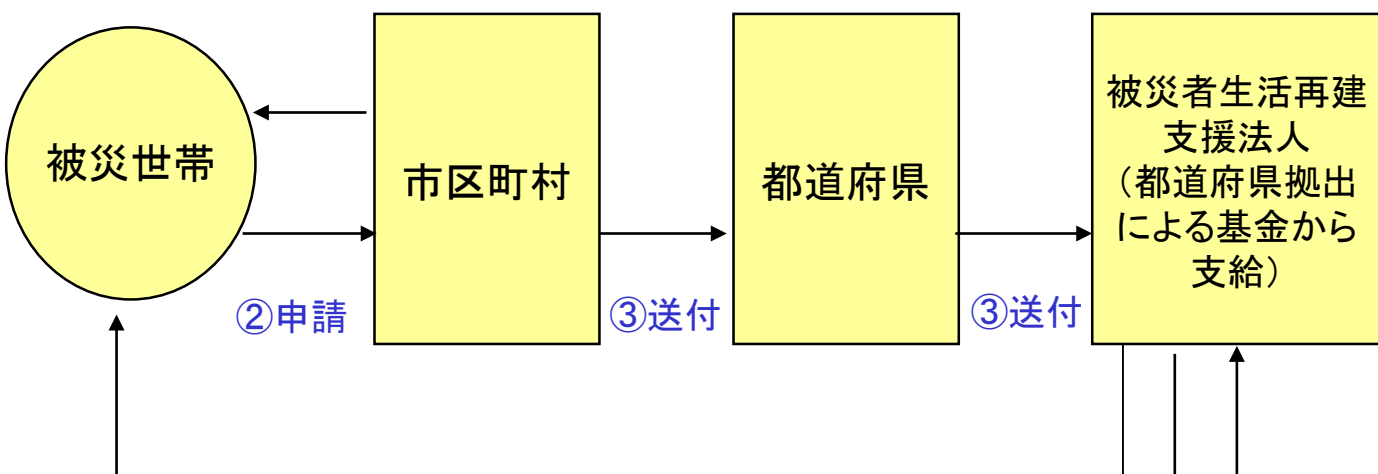 被災世帯
市区町村
都道府県
被災者生活再建
支援法人
（都道府県拠出
による基金から
支給）
②申請
③送付
③送付